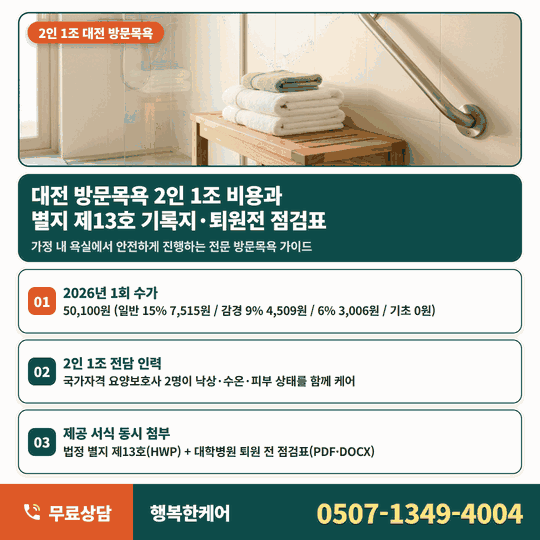 2인 1조 대전 방문목욕
대전 방문목욕 2인 1조 비용과
별지 제13호 기록지·퇴원전 점검표
가정 내 욕실에서 안전하게 진행하는 전문 방문목욕 가이드
01
2026년 1회 수가
50,100원 (일반 15% 7,515원 / 감경 9% 4,509원 / 6% 3,006원 / 기초 0원)
02
2인 1조 전담 인력
국가자격 요양보호사 2명이 낙상·수온·피부 상태를 함께 케어
03
제공 서식 동시 첨부
법정 별지 제13호(HWP) + 대학병원 퇴원 전 점검표(PDF·DOCX)
무료상담
행복한케어
0507-1349-4004